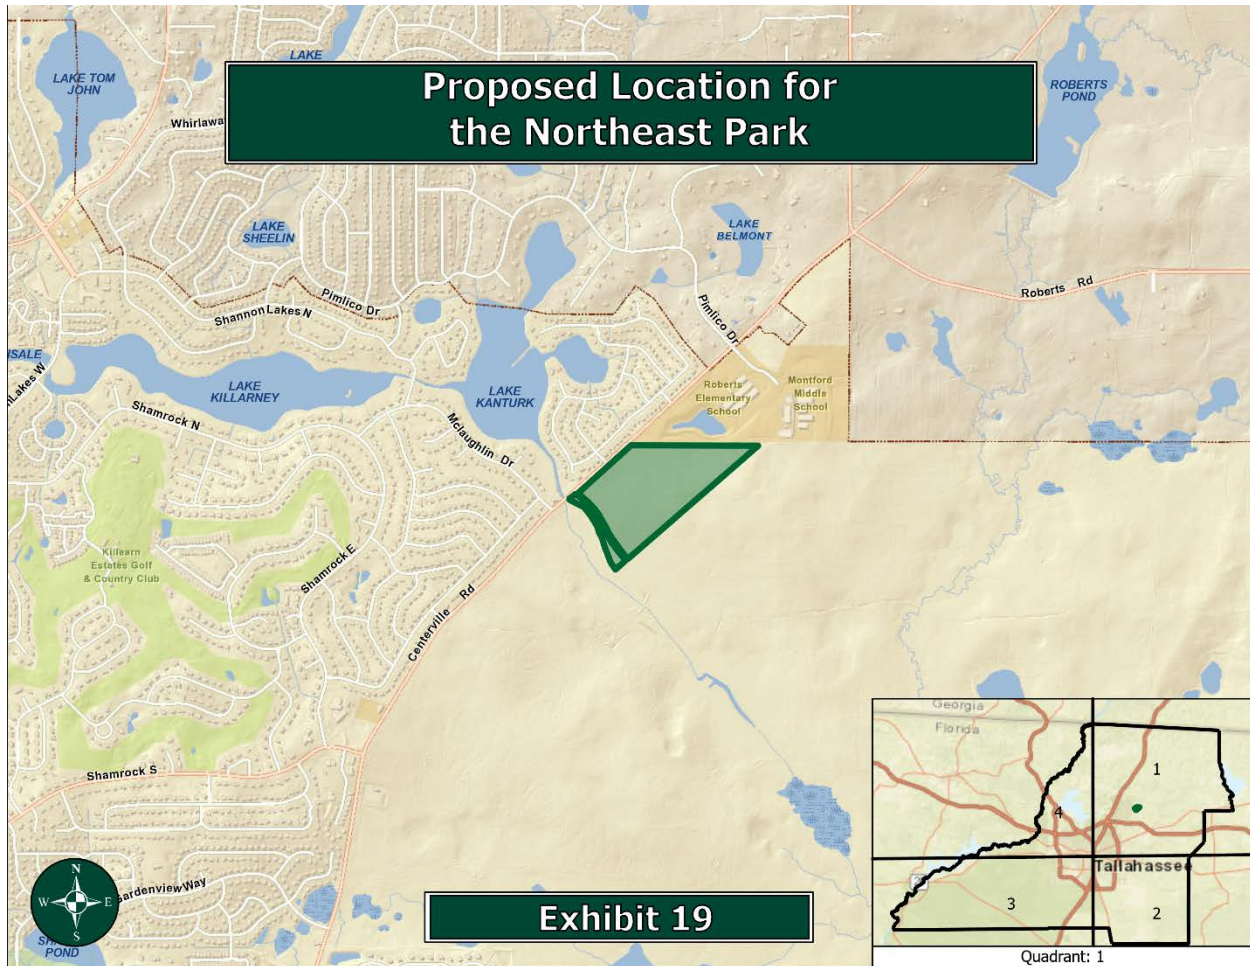 LAKE TOM
JOHN
LAKE
ROBERTS
POND
Proposed Location for
the Northeast Park
LAKE
SHEELIN
LAKE
BELMONT
Pimlico Dr
Shannon Lakes N
Pimlico Dr
Roberts Rd
LAKE
KILLARNEY
LAKE
KANTURK
Roberts
Elementary
School
Montford
Middle
School
Shamrock N
Mclaughlin Dr
Killearn
Estates Golf
& Country Club
Shamrock E
Centerville Rd
Shamrock S
POND
N
W
E
S
Exhibit 19
Georgia
Florida
1
4
Tallahassee
3
2
Quadrant: 1